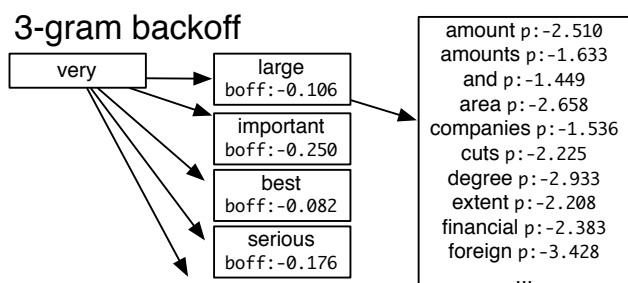 3-gram backoff
very
large
boff:-0.106
important
boff:-0.250
best
boff:-0.082
serious
boff:-0.176
amount p:-2.510
amounts p:-1.633
and p:-1.449
area p:-2.658
companies p:-1.536
cuts p:-2.225
degree p:-2.933
extent p:-2.208
financial p:-2.383
foreign p:-3.428
...